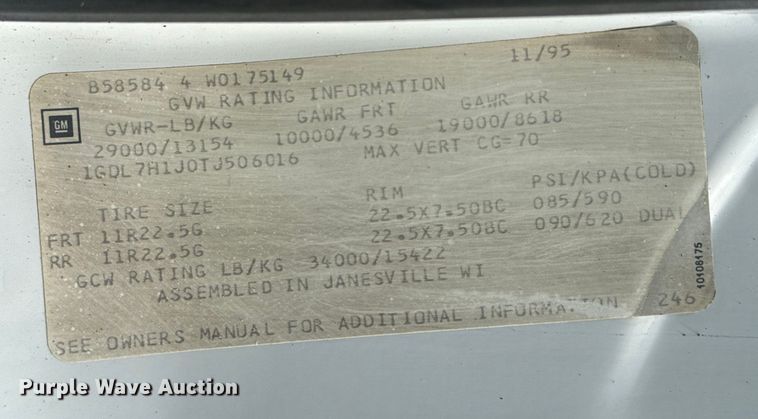 B58584 4 W0175149 11/95
GVW RATING INFORMATION
GM
GVWR-LB/KG GAWR FRT GAWR RR
29000/13154 10000/4536 19000/8618
1GDL7H1J0TJ506016 MAX VERT CG=70
TIRE SIZE RIM PSI/KPA(COLD)
FRT 11R22.5G 22.5X7.50BC 085/590
RR 11R22.5G 22.5X7.50BC 090/620 DUAL
GCW RATING LB/KG 34000/15422
ASSEMBLED IN JANESVILLE WI
SEE OWNERS MANUAL FOR ADDITIONAL INFORMATION 246
10108175
Purple Wave Auction